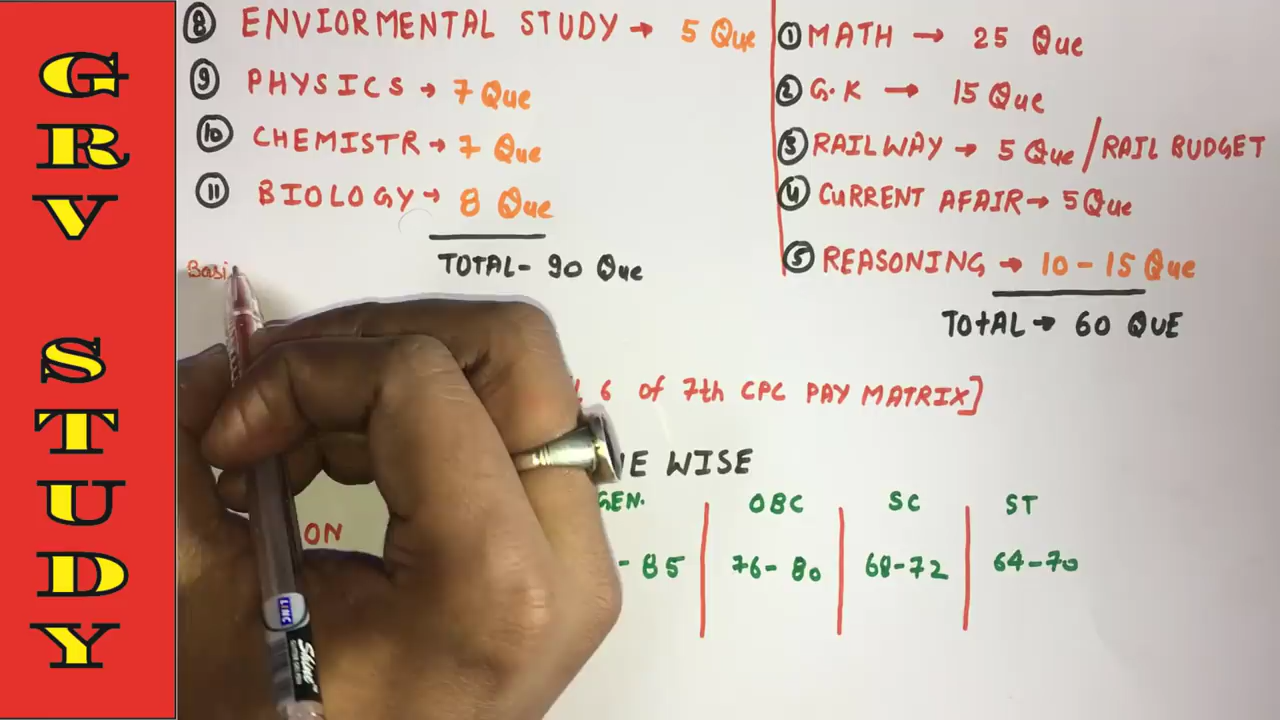 GRV STUDY
8 ENVIORMENTAL STUDY → 5 Que
9 PHYSICS → 7 Que
10 CHEMISTR → 7 Que
11 BIOLOGY → 8 Que
TOTAL - 90 Que
Basi
1 MATH → 25 Que
2 G.K → 15 Que
3 RAILWAY → 5 Que / RAIL BUDGET
4 CURRENT AFAIR → 5 Que
5 REASONING → 10 - 15 Que
TOtAL → 60 QUE
6 of 7th CPC PAY MATRIX]
WISE
GEN. OBC SC ST
ON
- 85 76 - 80 68 - 72 64 - 70
LINC
Shine